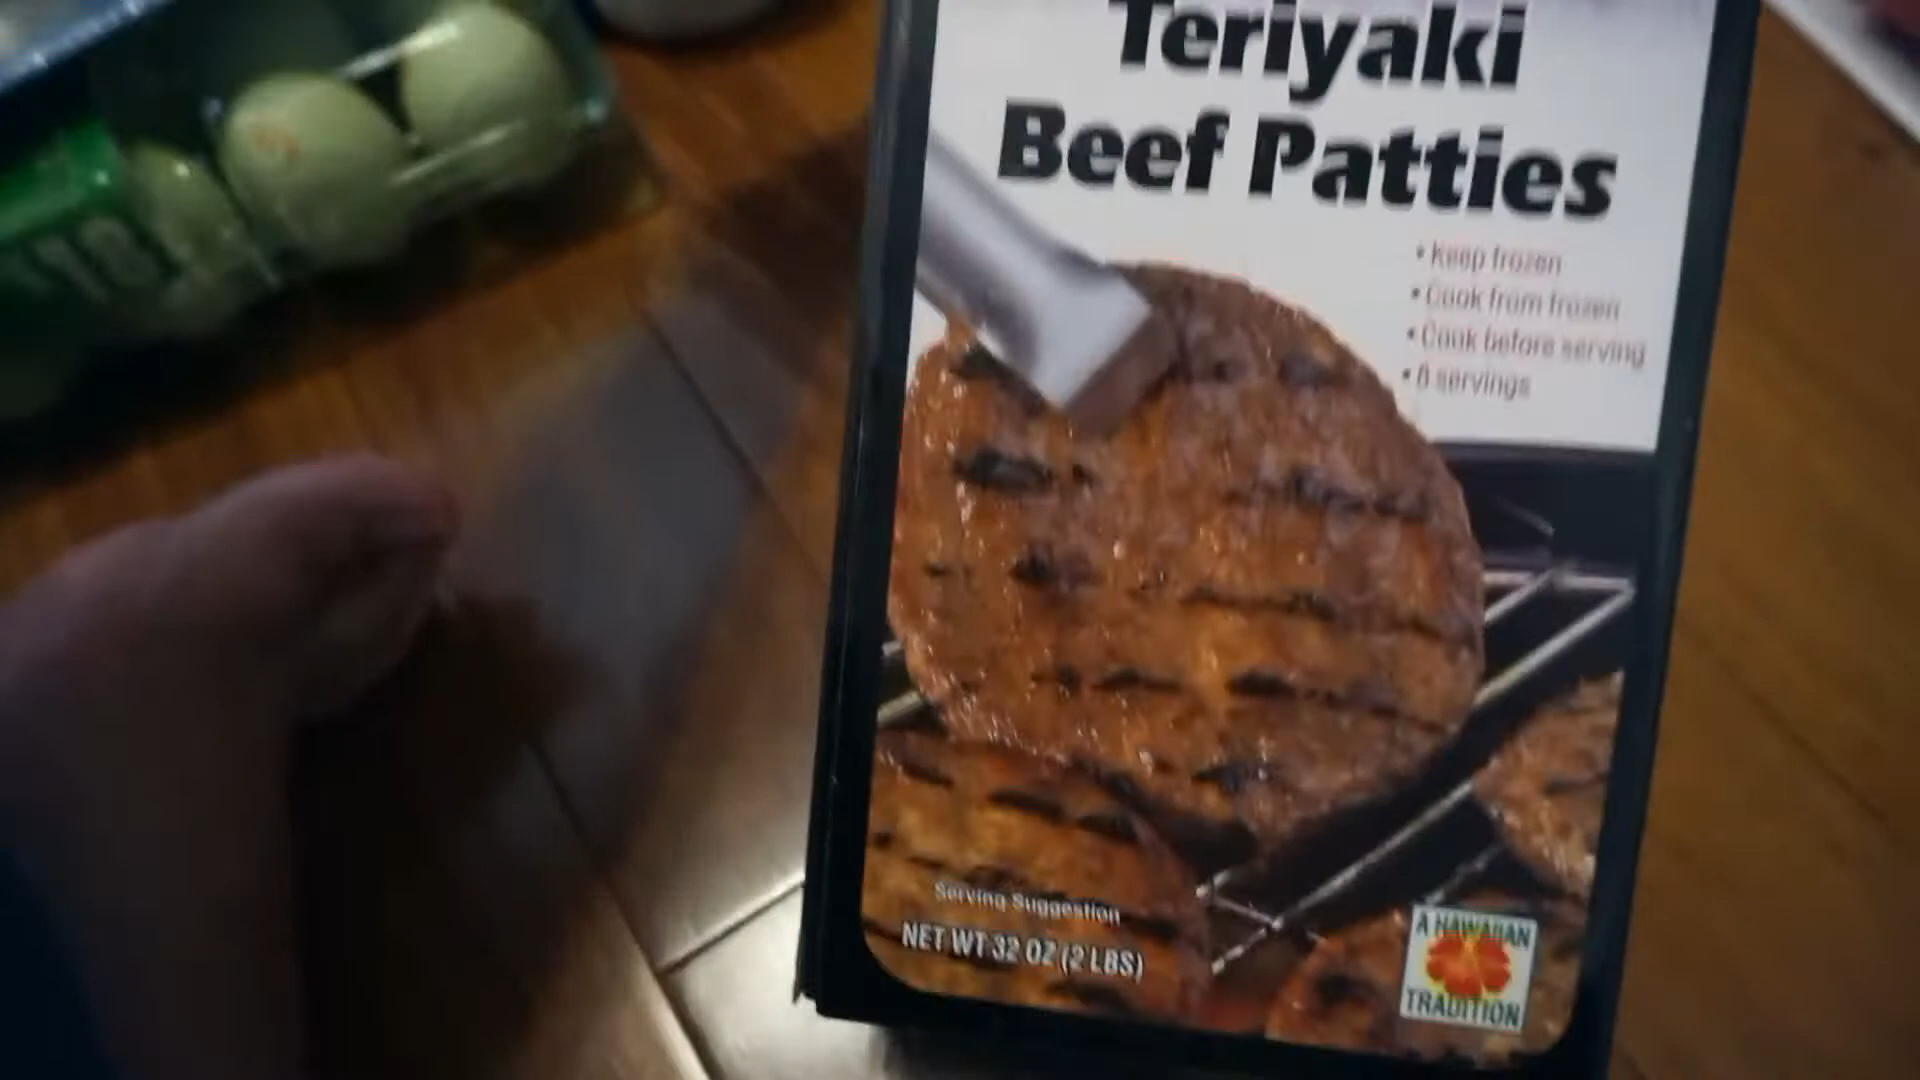 Teriyaki
Beef Patties
• Keep frozen
• Cook from frozen
• Cook before serving
• 8 servings
Serving Suggestion
NET WT 32 OZ (2 LBS)
A HAWAIIAN
TRADITION